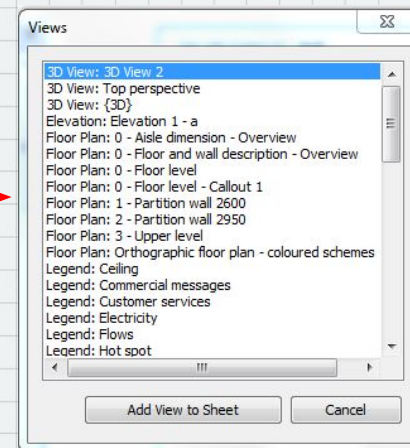 Views
3D View: 3D View 2
3D View: Top perspective
3D View: {3D}
Elevation: Elevation 1 - a
Floor Plan: 0 - Aisle dimension - Overview
Floor Plan: 0 - Floor and wall description - Overview
Floor Plan: 0 - Floor level
Floor Plan: 0 - Floor level - Callout 1
Floor Plan: 1 - Partition wall 2600
Floor Plan: 2 - Partition wall 2950
Floor Plan: 3 - Upper level
Floor Plan: Orthographic floor plan - coloured schemes
Legend: Ceiling
Legend: Commercial messages
Legend: Customer services
Legend: Electricity
Legend: Flows
Legend: Hot spot
Add View to Sheet
Cancel